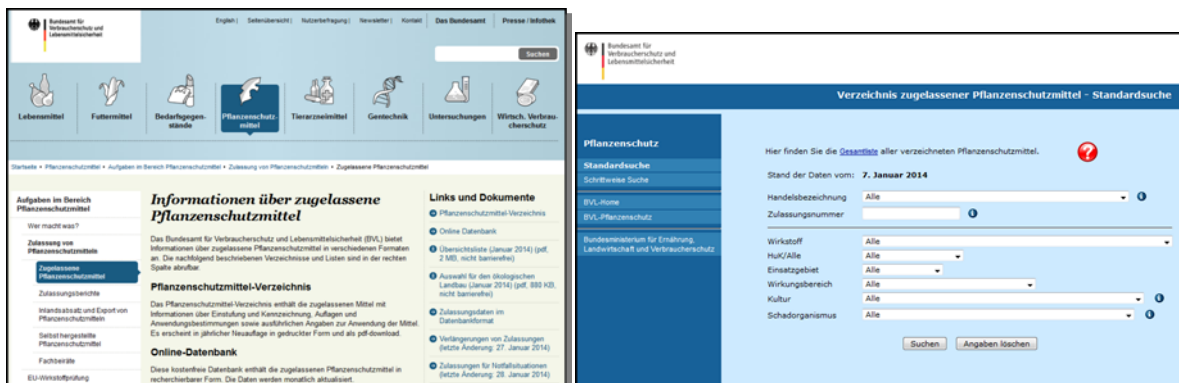 Bundesamt für
Verbraucherschutz und
Lebensmittelsicherheit
English | Seitenübersicht | Nutzerbefragung | Newsletter | Kontakt Das Bundesamt Presse / Infothek
Suchen
Lebensmittel
Futtermittel
Bedarfsgegen-
stände
Pflanzenschutz-
mittel
Tierarzneimittel
Gentechnik
Untersuchungen
Wirtsch. Verbrau-
cherschutz
Startseite • Pflanzenschutzmittel • Aufgaben im Bereich Pflanzenschutzmittel • Zulassung von Pflanzenschutzmitteln • Zugelassene Pflanzenschutzmittel
Aufgaben im Bereich
Pflanzenschutzmittel
Wer macht was?
Zulassung von
Pflanzenschutzmitteln
Zugelassene
Pflanzenschutzmittel
Zulassungsberichte
Inlandsabsatz und Export von
Pflanzenschutzmitteln
Selbst hergestellte
Pflanzenschutzmittel
Fachbeiräte
EU-Wirkstoffprüfung
Informationen über zugelassene
Pflanzenschutzmittel
Das Bundesamt für Verbraucherschutz und Lebensmittelsicherheit (BVL) bietet
Informationen über zugelassene Pflanzenschutzmittel in verschiedenen Formaten
an. Die nachfolgend beschriebenen Verzeichnisse und Listen sind in der rechten
Spalte abrufbar.
Pflanzenschutzmittel-Verzeichnis
Das Pflanzenschutzmittel-Verzeichnis enthält die zugelassenen Mittel mit
Informationen über Einstufung und Kennzeichnung, Auflagen und
Anwendungsbestimmungen sowie ausführlichen Angaben zur Anwendung der Mittel.
Es erscheint in jährlicher Neuauflage in gedruckter Form und als pdf-download.
Online-Datenbank
Diese kostenfreie Datenbank enthält die zugelassenen Pflanzenschutzmittel in
recherchierbarer Form. Die Daten werden monatlich aktualisiert.
Links und Dokumente
Pflanzenschutzmittel-Verzeichnis
Online Datenbank
Übersichtsliste (Januar 2014) (pdf,
2 MB, nicht barrierefrei)
Auswahl für den ökologischen
Landbau (Januar 2014) (pdf, 880 KB,
nicht barrierefrei)
Zulassungsdaten im
Datenbankformat
Verlängerungen von Zulassungen
(letzte Änderung: 27. Januar 2014)
Zulassungen für Notfallsituationen
(letzte Änderung: 28. Januar 2014)
Bundesamt für
Verbraucherschutz und
Lebensmittelsicherheit
Verzeichnis zugelassener Pflanzenschutzmittel - Standardsuche
Pflanzenschutz
Standardsuche
Schrittweise Suche
BVL-Home
BVL-Pflanzenschutz
Bundesministerium für Ernährung,
Landwirtschaft und Verbraucherschutz
Hier finden Sie die Gesamtliste aller verzeichneten Pflanzenschutzmittel. ?
Stand der Daten vom: 7. Januar 2014
Handelsbezeichnung Alle
Zulassungsnummer
Wirkstoff Alle
HuK/Alle Alle
Einsatzgebiet Alle
Wirkungsbereich Alle
Kultur Alle
Schadorganismus Alle
Suchen Angaben löschen